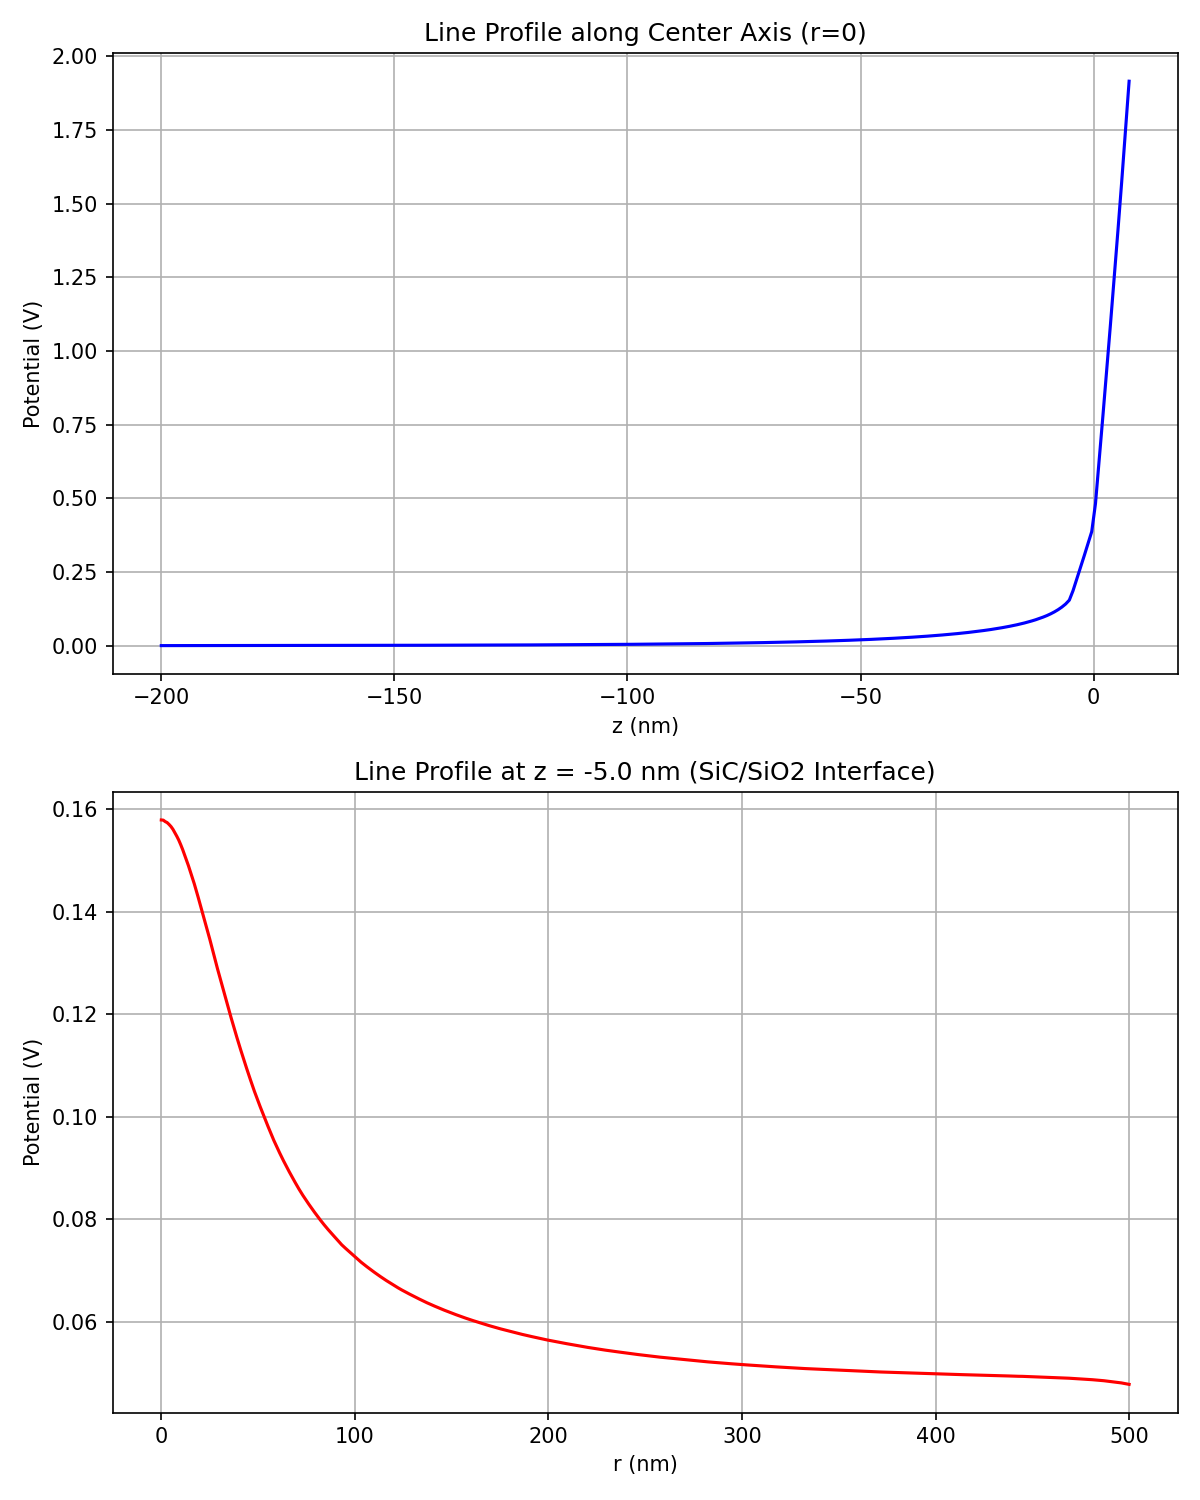 Line Profile along Center Axis (r=0)
2.00
1.75
1.50
1.25
1.00
0.75
0.50
0.25
0.00
Potential (V)
−200 −150 −100 −50 0
z (nm)
Line Profile at z = -5.0 nm (SiC/SiO2 Interface)
0.16
0.14
0.12
0.10
0.08
0.06
Potential (V)
0 100 200 300 400 500
r (nm)